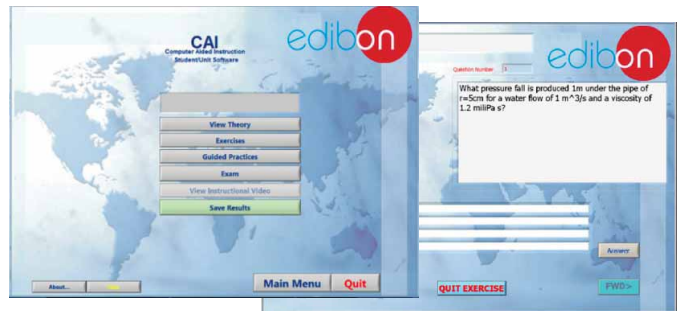 CAI
Computer Aided Instruction
Student/Unit Software
edibon
View Theory
Exercises
Guided Practices
Exam
View Instructional Video
Save Results
About...
Main Menu
Quit
edibon
Question Number
What pressure fall is produced 1m under the pipe of
r=5cm for a water flow of 1 m^3/s and a viscosity of
1.2 miliPa s?
Answer
QUIT EXERCISE
FWD:>